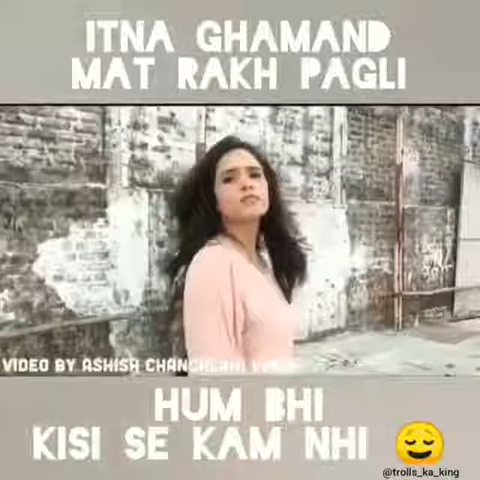 ITNA GHAMAND
MAT RAKH PAGLI
VIDEO BY ASHISH CHANCHLANI
HUM BHI
KISI SE KAM NHI
@trolls_ka_king